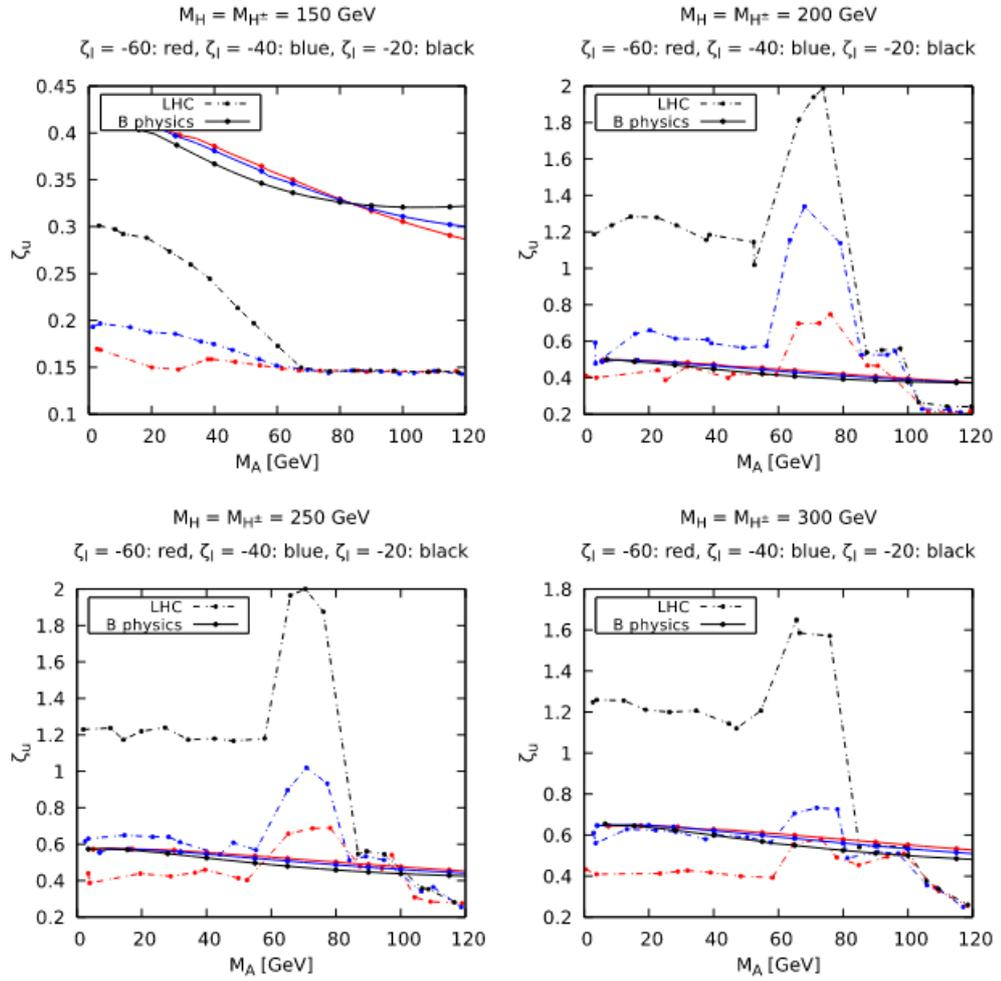 M_H = M_H± = 150 GeV
ζ_l = -60: red, ζ_l = -40: blue, ζ_l = -20: black
LHC
B physics
0.45
0.4
0.35
0.3
0.25
0.2
0.15
0.1
ζ_u
0 20 40 60 80 100 120
M_A [GeV]
M_H = M_H± = 200 GeV
ζ_l = -60: red, ζ_l = -40: blue, ζ_l = -20: black
LHC
B physics
2
1.8
1.6
1.4
1.2
1
0.8
0.6
0.4
0.2
ζ_u
0 20 40 60 80 100 120
M_A [GeV]
M_H = M_H± = 250 GeV
ζ_l = -60: red, ζ_l = -40: blue, ζ_l = -20: black
LHC
B physics
2
1.8
1.6
1.4
1.2
1
0.8
0.6
0.4
0.2
ζ_u
0 20 40 60 80 100 120
M_A [GeV]
M_H = M_H± = 300 GeV
ζ_l = -60: red, ζ_l = -40: blue, ζ_l = -20: black
LHC
B physics
1.8
1.6
1.4
1.2
1
0.8
0.6
0.4
0.2
ζ_u
0 20 40 60 80 100 120
M_A [GeV]